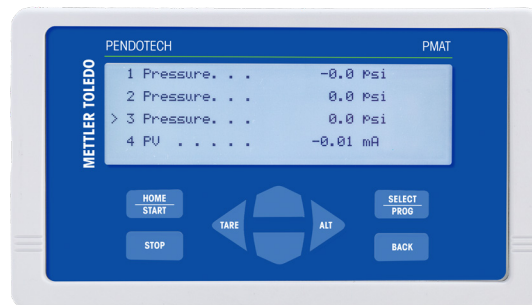 PENDOTECH PMAT
METTLER TOLEDO
1 Pressure. . . -0.0 psi
2 Pressure. . . 0.0 psi
> 3 Pressure. . . 0.0 psi
4 PV . . . . . -0.01 mA
HOME
START
SELECT
PROG
TARE
ALT
STOP
BACK